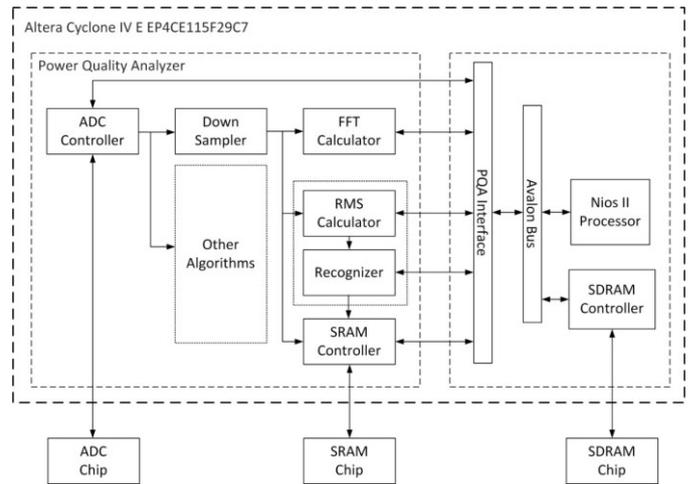 Altera Cyclone IV E EP4CE115F29C7
Power Quality Analyzer
ADC
Controller
Down
Sampler
FFT
Calculator
Other
Algorithms
RMS
Calculator
Recognizer
SRAM
Controller
PQA Interface
Avalon Bus
Nios II
Processor
SDRAM
Controller
ADC
Chip
SRAM
Chip
SDRAM
Chip